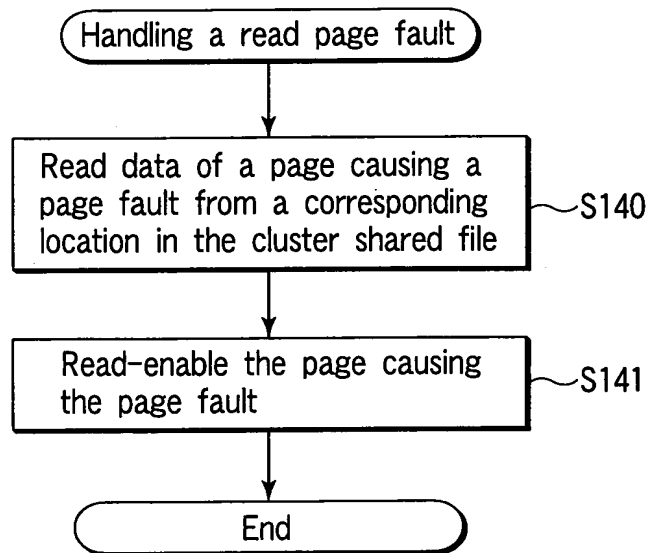 Handling a read page fault
Read data of a page causing a
page fault from a corresponding
location in the cluster shared file
S140
Read-enable the page causing
the page fault
S141
End